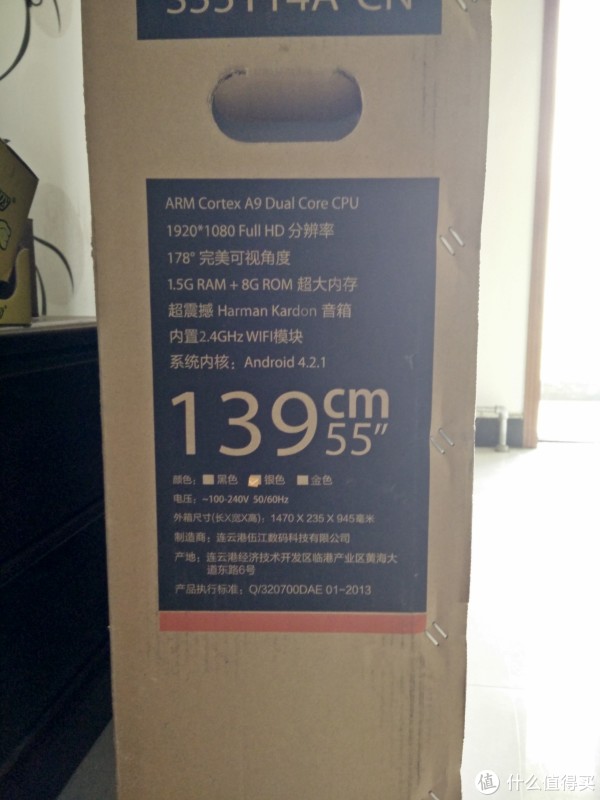 ARM Cortex A9 Dual Core CPU
1920*1080 Full HD 分辨率
178° 完美可视角度
1.5G RAM + 8G ROM 超大内存
超震撼 Harman Kardon 音箱
内置2.4GHz WIFI模块
系统内核：Android 4.2.1
139cm
55"
颜色：黑色 银色 金色
电压：~100-240V 50/60Hz
外箱尺寸(长X宽X高)：1470 X 235 X 945毫米
制造商：连云港伍江数码科技有限公司
产地：连云港经济技术开发区临港产业区黄海大
道东路6号
产品执行标准：Q/320700DAE 01-2013
值 什么值得买